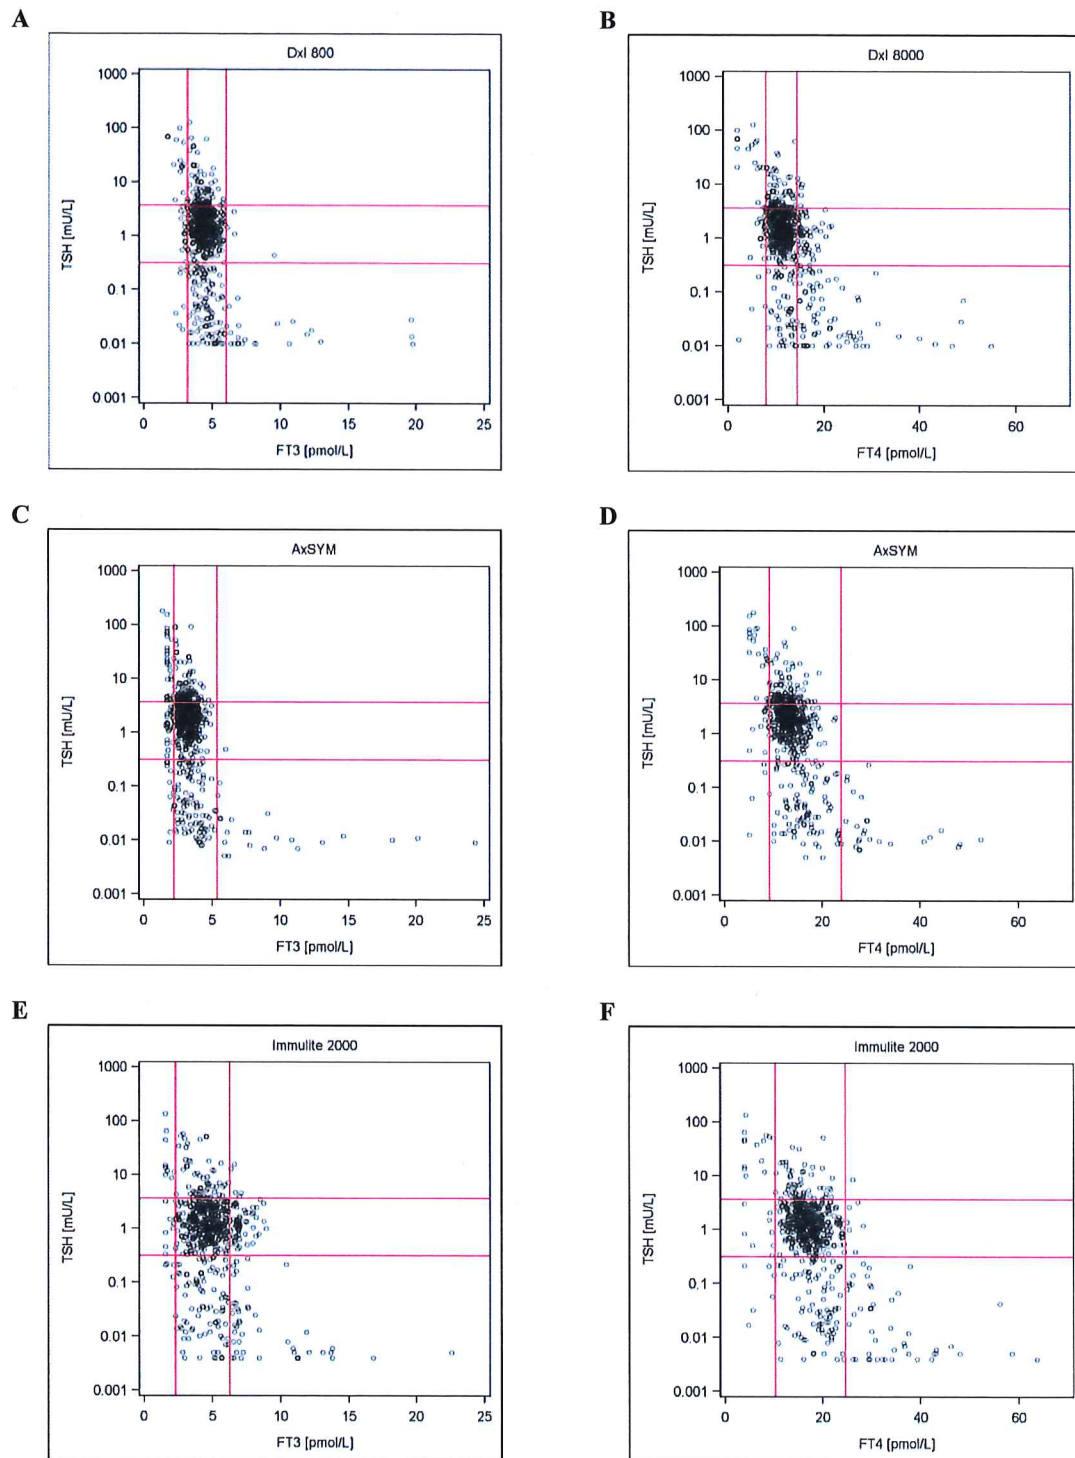 A
DxI 800
1000
100
10
1
0.1
0.01
0 001
TSH [mU/L]
0 5 10 15 20 25
FT3 [pmol/L]
B
DxI 8000
1000
100
10
1
0.1
0.01
0.001
TSH [mU/L]
0 20 40 60
FT4 [pmol/L]
C
AxSYM
1000
100
10
1
0.1
0.01
0.001
TSH [mU/L]
0 5 10 15 20 25
FT3 [pmol/L]
D
AxSYM
1000
100
10
1
0.1
0.01
0.001
TSH [mU/L]
0 20 40 60
FT4 [pmol/L]
E
Immulite 2000
1000
100
10
1
0.1
0.01
0.001
TSH [mU/L]
0 5 10 15 20 25
FT3 [pmol/L]
F
Immulite 2000
1000
100
10
1
0.1
0.01
0.001
TSH [mU/L]
0 20 40 60
FT4 [pmol/L]